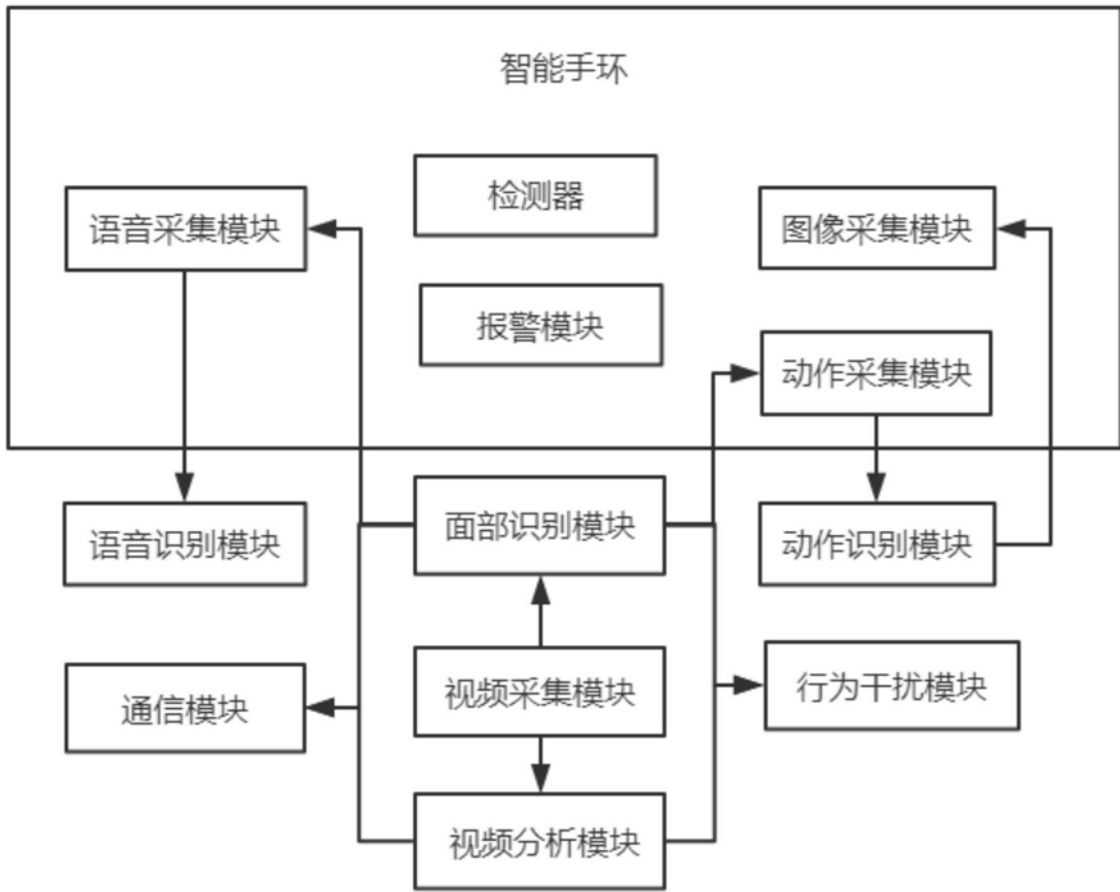 智能手环
检测器
语音采集模块
图像采集模块
报警模块
动作采集模块
面部识别模块
语音识别模块
动作识别模块
视频采集模块
行为干扰模块
通信模块
视频分析模块